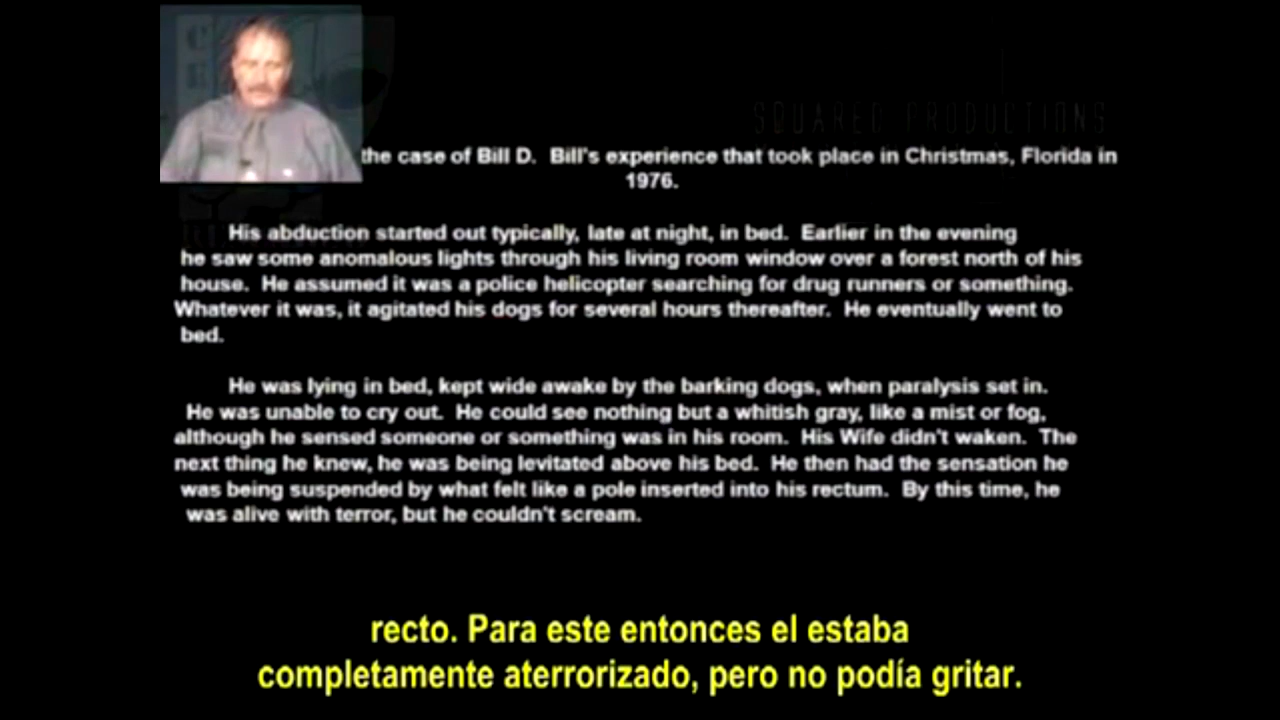 SQUARED PRODUCTIONS
the case of Bill D. Bill's experience that took place in Christmas, Florida in
1976.
His abduction started out typically, late at night, in bed. Earlier in the evening
he saw some anomalous lights through his living room window over a forest north of his
house. He assumed it was a police helicopter searching for drug runners or something.
Whatever it was, it agitated his dogs for several hours thereafter. He eventually went to
bed.
He was lying in bed, kept wide awake by the barking dogs, when paralysis set in.
He was unable to cry out. He could see nothing but a whitish gray, like a mist or fog,
although he sensed someone or something was in his room. His Wife didn't waken. The
next thing he knew, he was being levitated above his bed. He then had the sensation he
was being suspended by what felt like a pole inserted into his rectum. By this time, he
was alive with terror, but he couldn't scream.
recto. Para este entonces el estaba
completamente aterrorizado, pero no podía gritar.